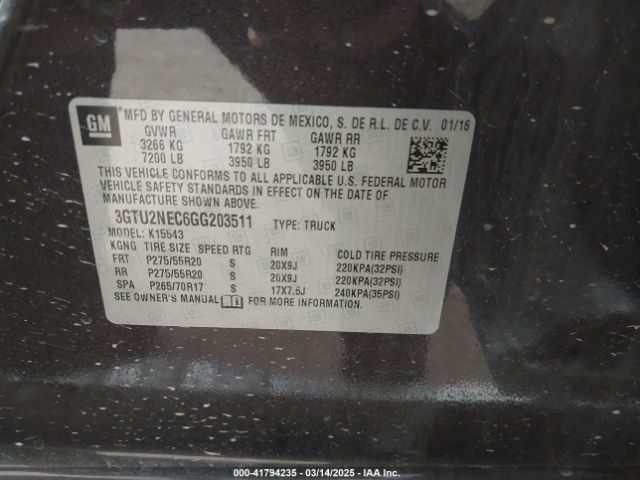 GM
MFD BY GENERAL MOTORS DE MEXICO, S. DE R.L. DE C.V. 01/16
GVWR GAWR FRT GAWR RR
3266 KG 1792 KG 1792 KG
7200 LB 3950 LB 3950 LB
THIS VEHICLE CONFORMS TO ALL APPLICABLE U.S. FEDERAL MOTOR
VEHICLE SAFETY STANDARDS IN EFFECT ON THE DATE OF
MANUFACTURE SHOWN ABOVE.
3GTU2NEC6GG203511 TYPE: TRUCK
MODEL: K15543
KGNG TIRE SIZE SPEED RTG RIM COLD TIRE PRESSURE
FRT P275/55R20 S 20X9J 220KPA(32PSI)
RR P275/55R20 S 20X9J 220KPA(32PSI)
SPA P265/70R17 S 17X7.5J 240KPA(35PSI)
SEE OWNER'S MANUAL FOR MORE INFORMATION.
000-41794235 - 03/14/2025 - IAA Inc.